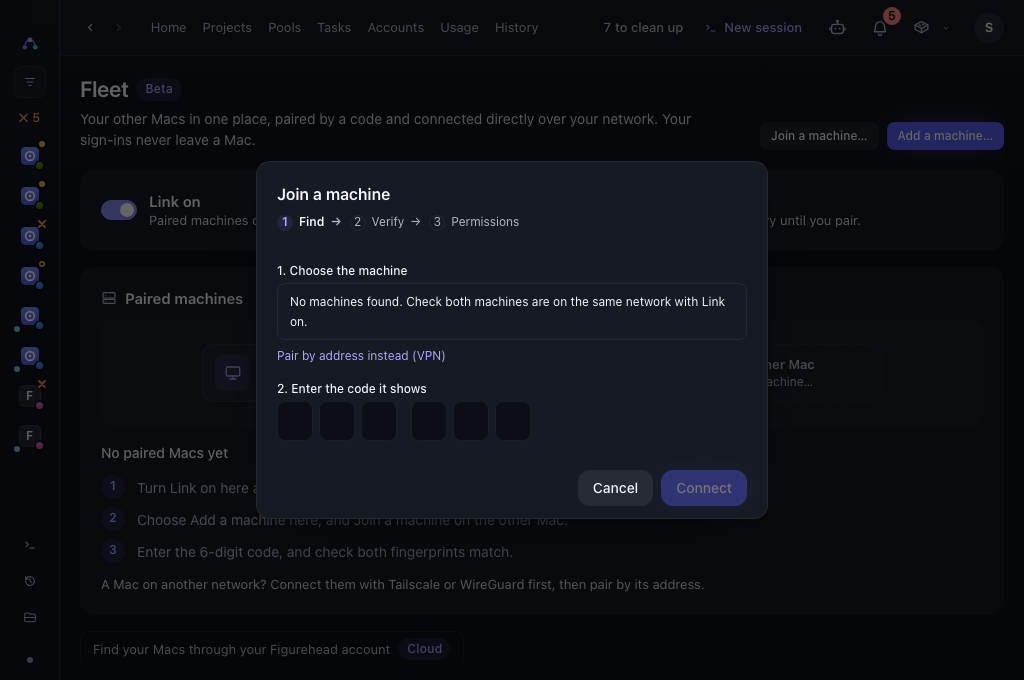 Home Projects Pools Tasks Accounts Usage History 7 to clean up New session 5 S
5
Fleet Beta
Your other Macs in one place, paired by a code and connected directly over your network. Your
sign-ins never leave a Mac.
Join a machine... Add a machine...
Link on
Paired machines
until you pair.
Join a machine
1 Find → 2 Verify → 3 Permissions
1. Choose the machine
No machines found. Check both machines are on the same network with Link
on.
Pair by address instead (VPN)
2. Enter the code it shows
Cancel Connect
Paired machines
Mac
F
F
No paired Macs yet
1 Turn Link on here
2 Choose Add a machine here, and Join a machine on the other Mac.
3 Enter the 6-digit code, and check both fingerprints match.
A Mac on another network? Connect them with Tailscale or WireGuard first, then pair by its address.
Find your Macs through your Figurehead account Cloud